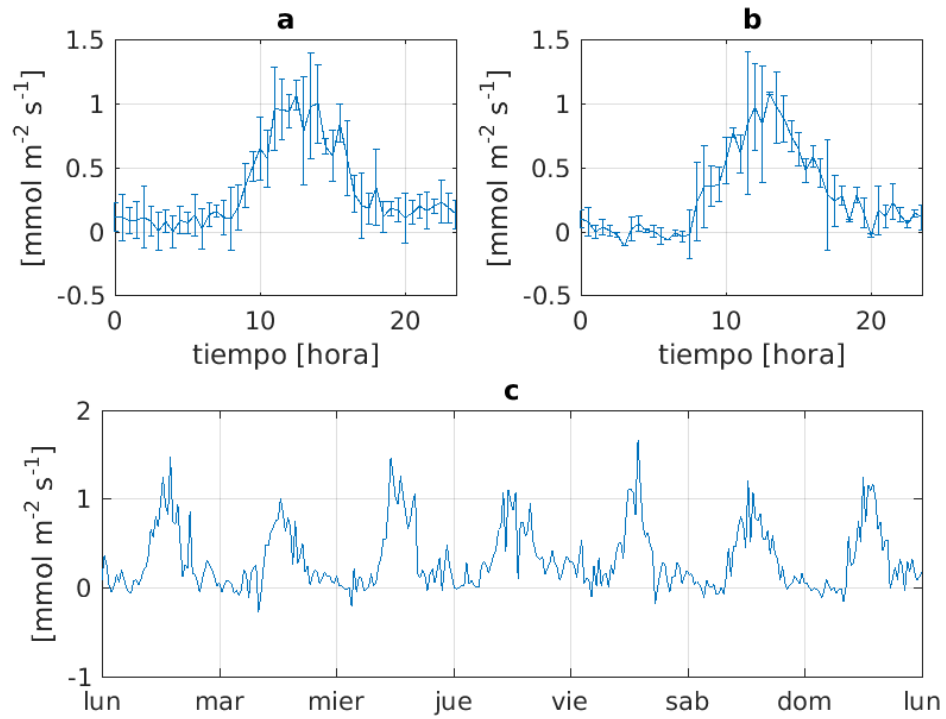 a
1.5
1
0.5
0
-0.5
[mmol m-2 s-1]
0 10 20
tiempo [hora]
b
1.5
1
0.5
0
-0.5
[mmol m-2 s-1]
0 10 20
tiempo [hora]
c
2
1
0
-1
[mmol m-2 s-1]
lun mar mier jue vie sab dom lun